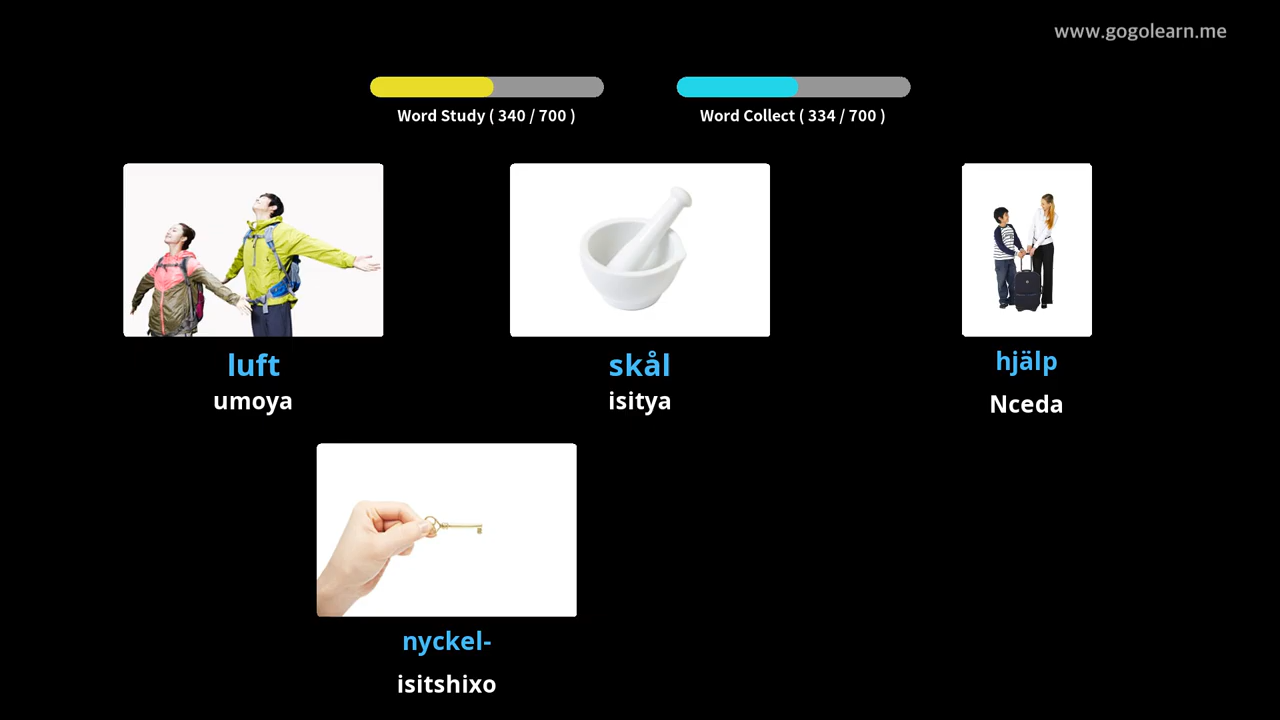 www.gogolearn.me
Word Study ( 340 / 700 )
Word Collect ( 334 / 700 )
luft
umoya
skål
isitya
hjälp
Nceda
nyckel-
isitshixo